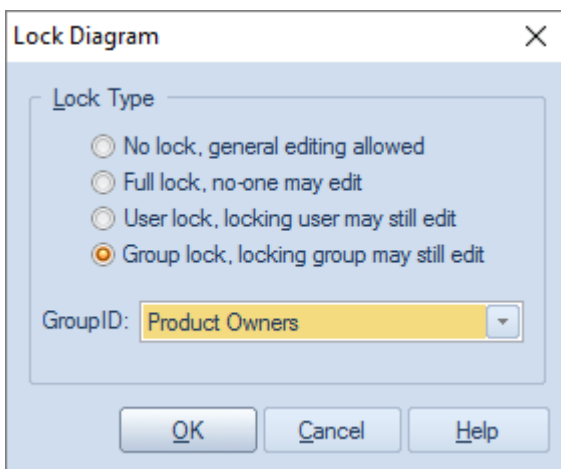 Lock Diagram
Lock Type
No lock, general editing allowed
Full lock, no-one may edit
User lock, locking user may still edit
Group lock, locking group may still edit
GroupID: Product Owners
OK Cancel Help